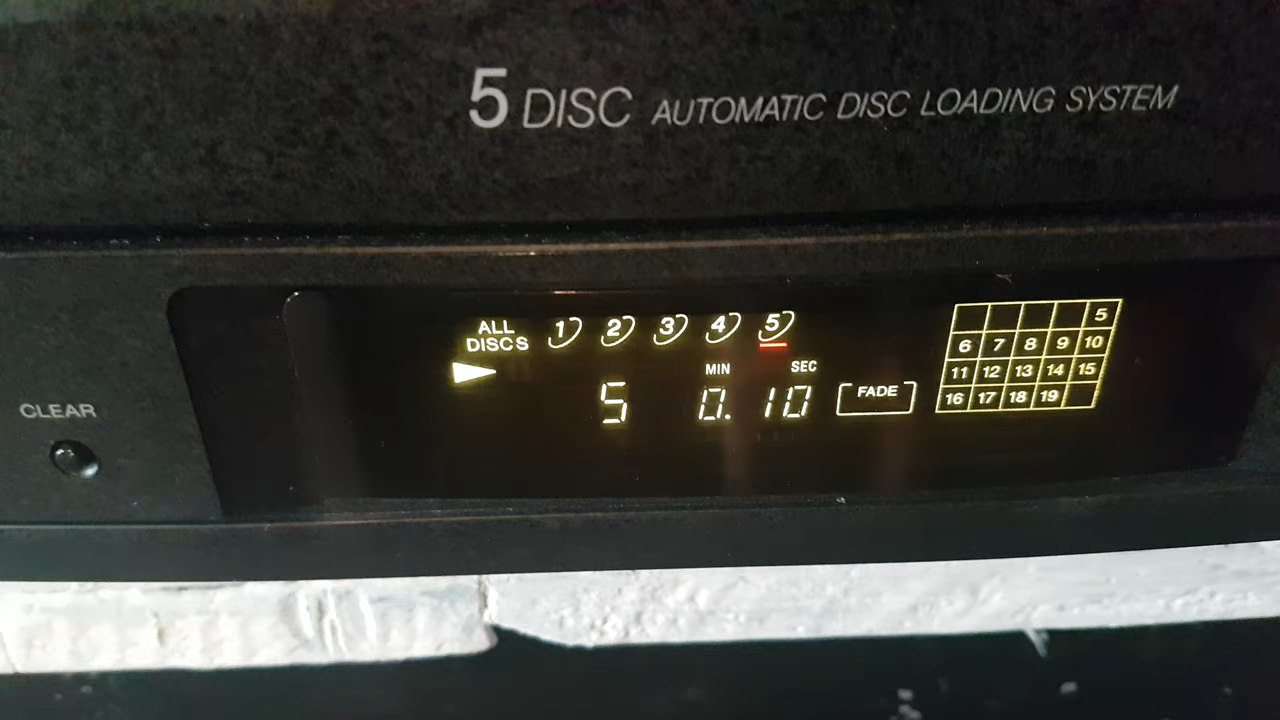 5 DISC AUTOMATIC DISC LOADING SYSTEM
ALL DISCS 1 2 3 4 5
MIN SEC
5 0. 10 FADE
CLEAR
5
6 7 8 9 10
11 12 13 14 15
16 17 18 19